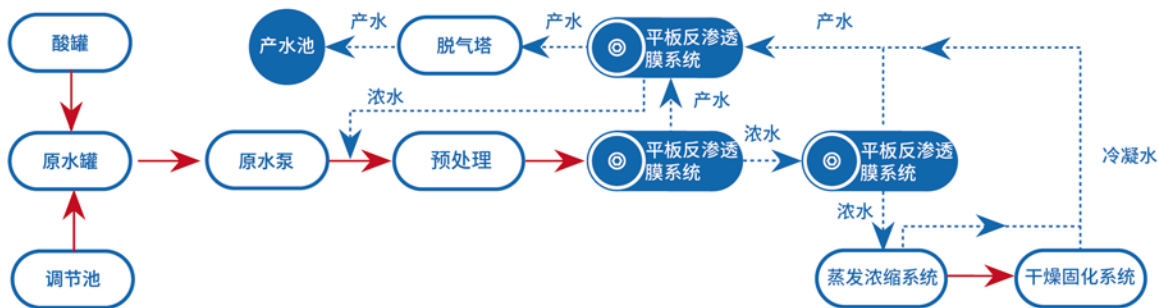 酸罐
产水池
产水
脱气塔
产水
平板反渗透
膜系统
产水
浓水
产水
原水罐
原水泵
预处理
平板反渗透
膜系统
浓水
平板反渗透
膜系统
冷凝水
浓水
调节池
蒸发浓缩系统
干燥固化系统